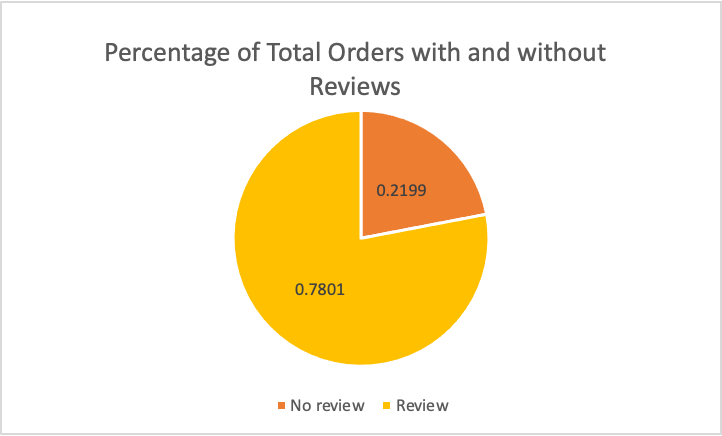 Percentage of Total Orders with and without
Reviews
0.2199
0.7801
No review Review